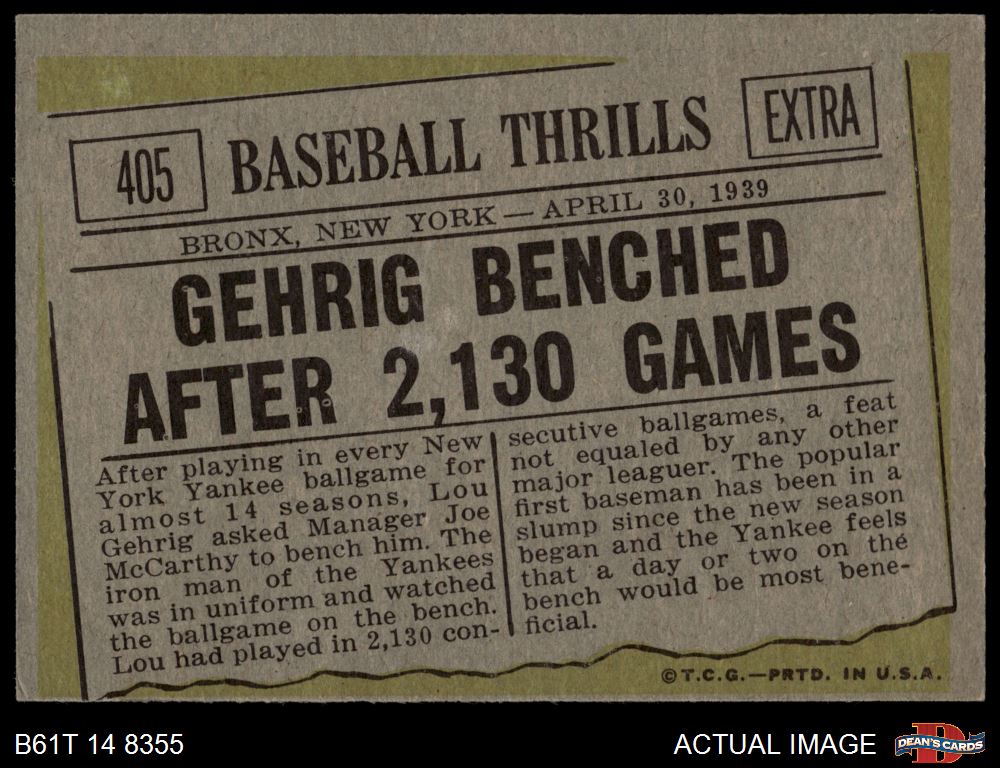 405
BASEBALL THRILLS
EXTRA
BRONX, NEW YORK — APRIL 30, 1939
GEHRIG BENCHED
AFTER 2,130 GAMES
After playing in every New
York Yankee ballgame for
almost 14 seasons, Lou
Gehrig asked Manager Joe
McCarthy to bench him. The
iron man of the Yankees
was in uniform and watched
the ballgame on the bench.
Lou had played in 2,130 con-
secutive ballgames, a feat
not equaled by any other
major leaguer. The popular
first baseman has been in a
slump since the new season
began and the Yankee feels
that a day or two on the
bench would be most bene-
ficial.
©T.C.G.—PRTD. IN U.S.A.
B61T 14 8355
ACTUAL IMAGE
D
DEAN'S CARDS